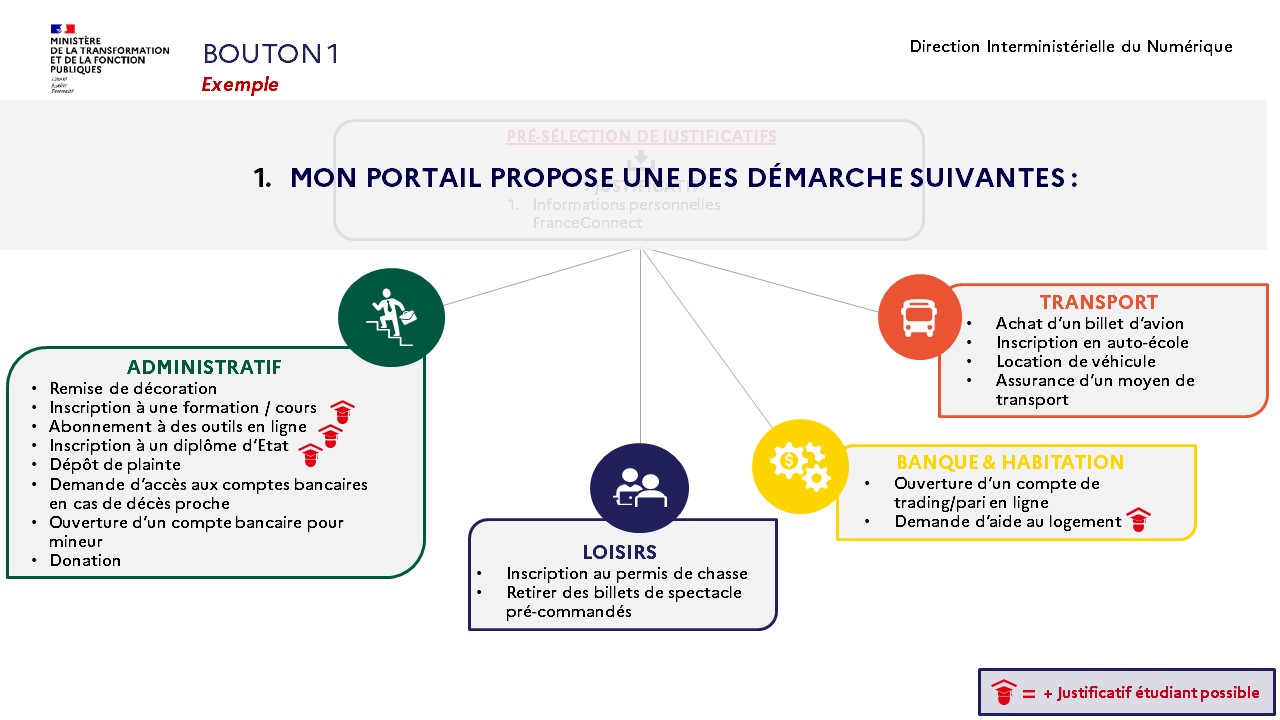 MINISTÈRE
DE LA TRANSFORMATION
ET DE LA FONCTION
PUBLIQUES
Liberté
Égalité
Fraternité
BOUTON 1
Exemple
Direction Interministérielle du Numérique
PRÉ-SÉLECTION DE JUSTIFICATIFS
1. MON PORTAIL PROPOSE UNE DES DÉMARCHE SUIVANTES :
1. Informations personnelles
FranceConnect
ADMINISTRATIF
• Remise de décoration
• Inscription à une formation / cours
• Abonnement à des outils en ligne
• Inscription à un diplôme d’Etat
• Dépôt de plainte
• Demande d’accès aux comptes bancaires
en cas de décès proche
• Ouverture d’un compte bancaire pour
mineur
• Donation
LOISIRS
• Inscription au permis de chasse
• Retirer des billets de spectacle
pré-commandés
TRANSPORT
• Achat d’un billet d’avion
• Inscription en auto-école
• Location de véhicule
• Assurance d’un moyen de
transport
BANQUE & HABITATION
• Ouverture d’un compte de
trading/pari en ligne
• Demande d’aide au logement
$
= + Justificatif étudiant possible